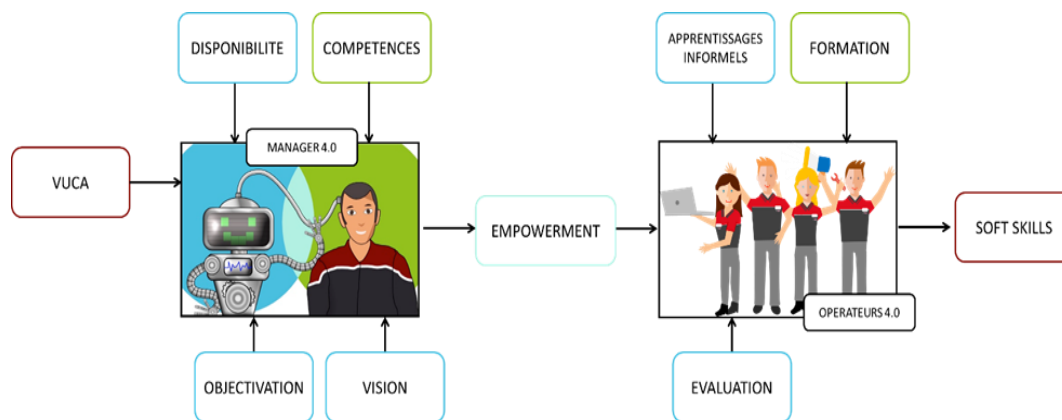 DISPONIBILITE
COMPETENCES
APPRENTISSAGES
INFORMELS
FORMATION
MANAGER 4.0
VUCA
EMPOWERMENT
SOFT SKILLS
OPERATEURS 4.0
OBJECTIVATION
VISION
EVALUATION